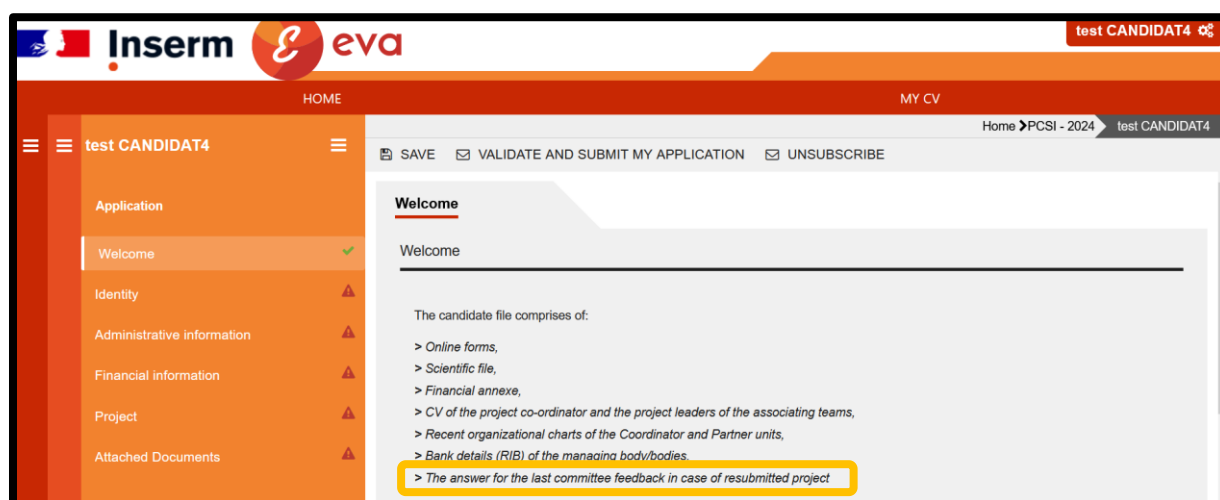 Inserm
eva
test CANDIDAT4
HOME
MY CV
Home PCSI - 2024 test CANDIDAT4
test CANDIDAT4
SAVE VALIDATE AND SUBMIT MY APPLICATION UNSUBSCRIBE
Application
Welcome
Identity
Administrative information
Financial information
Project
Attached Documents
Welcome
Welcome
The candidate file comprises of:
> Online forms,
> Scientific file,
> Financial annexe,
> CV of the project co-ordinator and the project leaders of the associating teams,
> Recent organizational charts of the Coordinator and Partner units,
> Bank details (RIB) of the managing body/bodies,
> The answer for the last committee feedback in case of resubmitted project